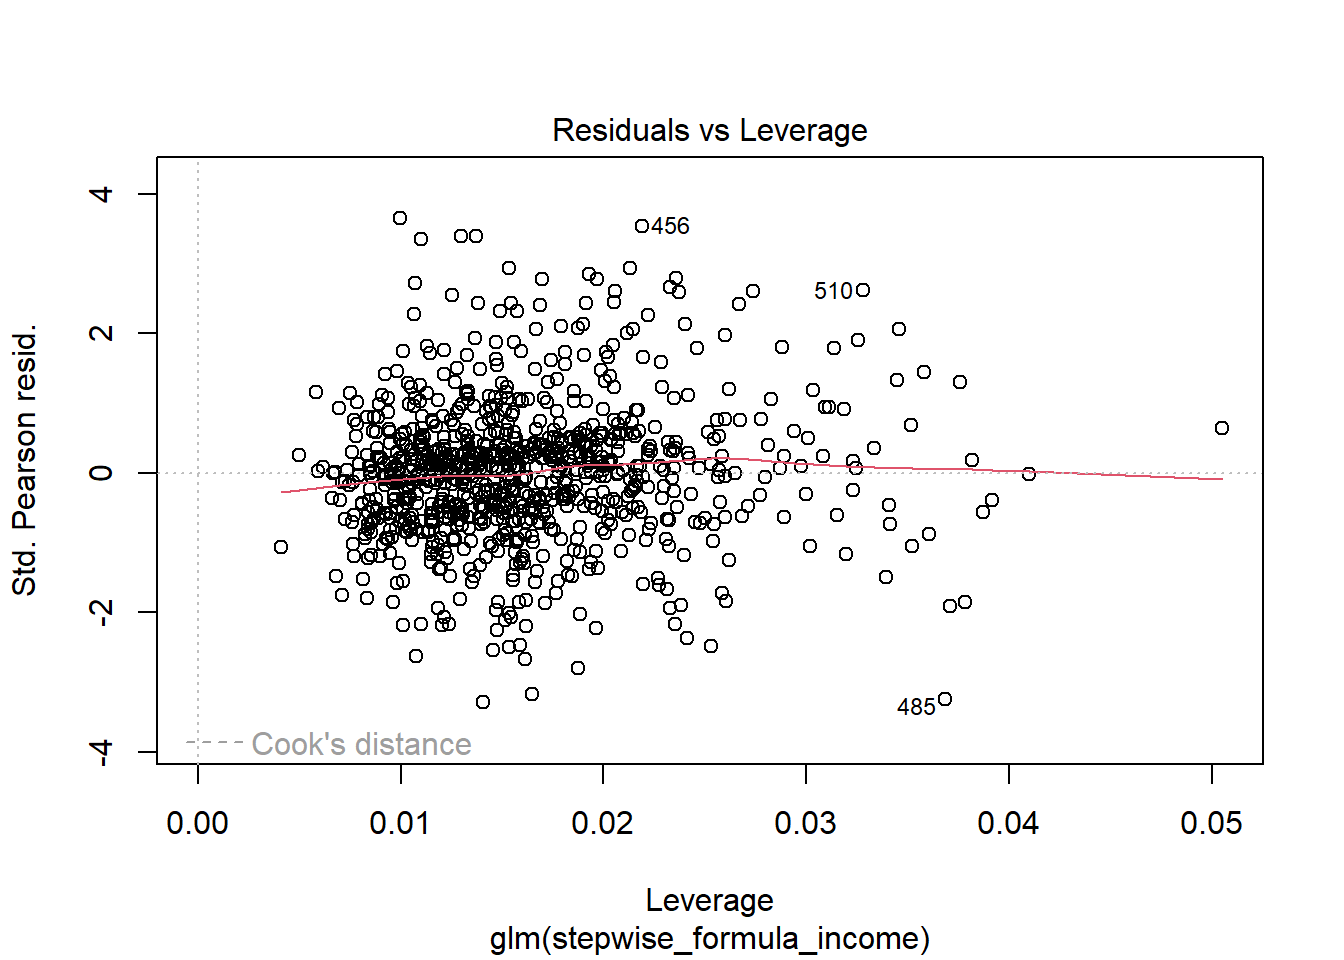 Residuals vs Leverage
Std. Pearson resid.
4
2
0
-2
-4
456
510
485
Cook's distance
0.00 0.01 0.02 0.03 0.04 0.05
Leverage
glm(stepwise_formula_income)